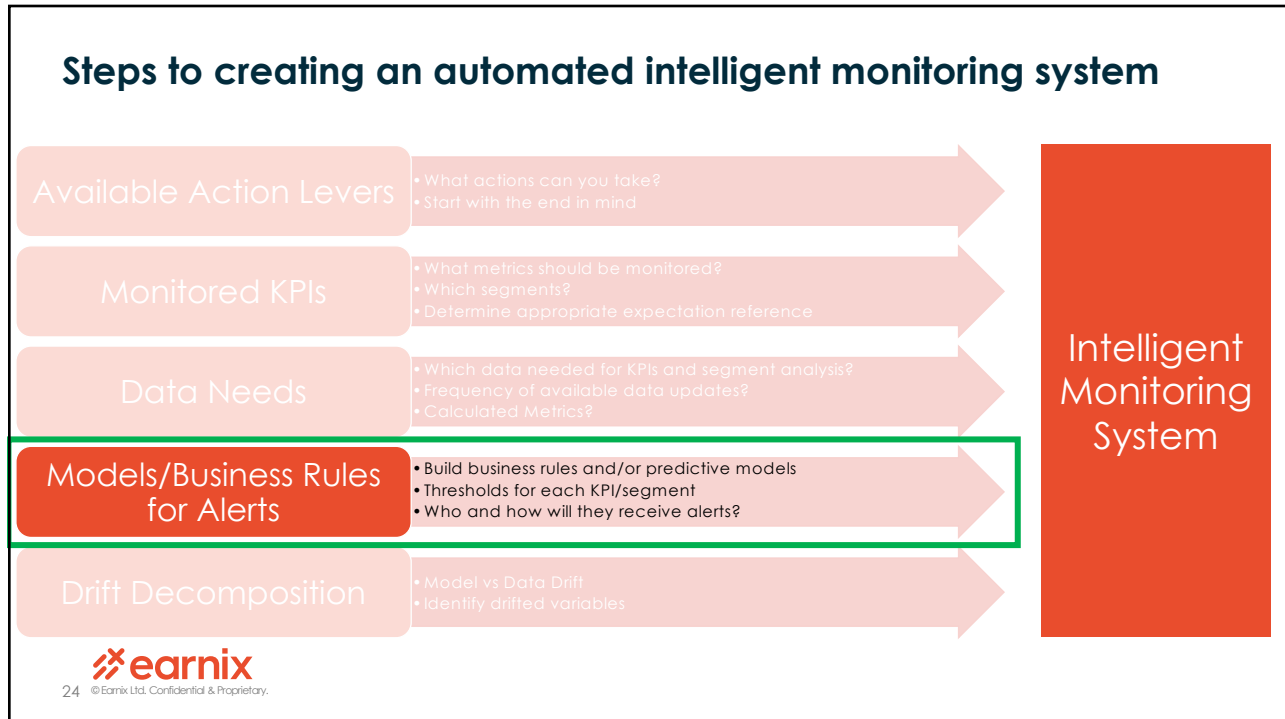 Steps to creating an automated intelligent monitoring system
Available Action Levers
• What actions can you take?
• Start with the end in mind
Monitored KPIs
• What metrics should be monitored?
• Which segments?
• Determine appropriate expectation reference
Data Needs
• Which data needed for KPIs and segment analysis?
• Frequency of available data updates?
• Calculated Metrics?
Models/Business Rules
for Alerts
• Build business rules and/or predictive models
• Thresholds for each KPI/segment
• Who and how will they receive alerts?
Drift Decomposition
• Model vs Data Drift
• Identify drifted variables
Intelligent
Monitoring
System
earnix
24 © Earnix Ltd. Confidential & Proprietary.